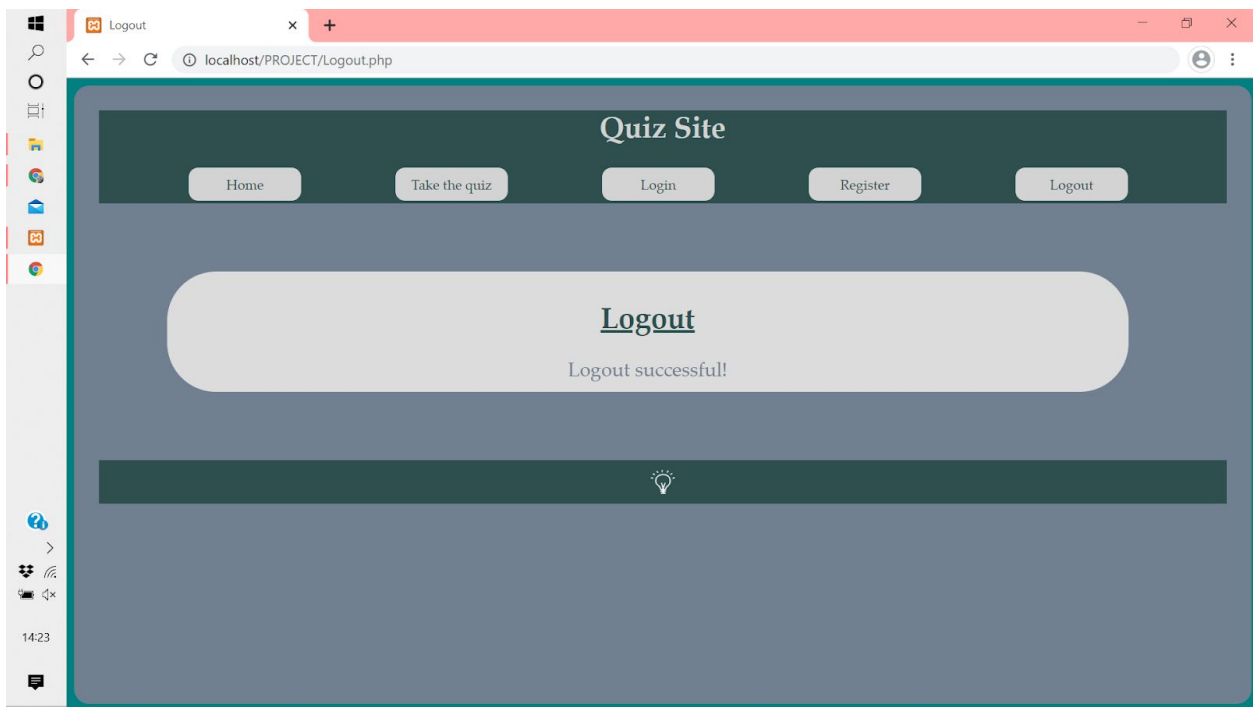 Logout
localhost/PROJECT/Logout.php
Quiz Site
Home Take the quiz Login Register Logout
Logout
Logout successful!
14:23